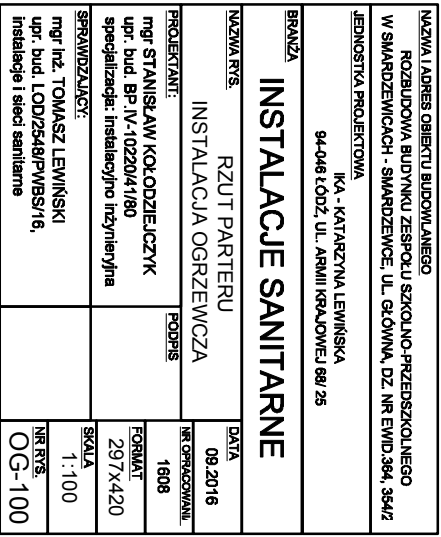 NAZWA I ADRES OBIEKTU BUDOWLANEGO
ROZBUDOWA BUDYNKU ZESPOŁU SZKOLNO-PRZEDSZKOLNEGO
W SMARDZEWICACH - SMARDZEWCE, UL. GŁÓWNA, DZ. NR EWID.364, 354/2
JEDNOSTKA PROJEKTOWA
IKA - KATARZYNA LEWIŃSKA
94-046 ŁÓDŹ, UL. ARMII KRAJOWEJ 68/ 25
BRANŻA
INSTALACJE SANITARNE
NAZWA RYS.
RZUT PARTERU
INSTALACJA OGRZEWCZA
DATA
09.2016
NR OPRACOWANI
1608
PROJEKTANT:
mgr STANISŁAW KOŁODZIEJCZYK
upr. bud. BP.IV-10220/41/80
specjalizacja: instalacyjno inżynieryjna
PODPIS
FORMAT
297x420
SKALA
1:100
SPRAWDZAJĄCY:
mgr inż. TOMASZ LEWIŃSKI
upr. bud. LOD/2548/PWBS/16,
instalacje i sieci sanitarne
NR RYS.
OG-100